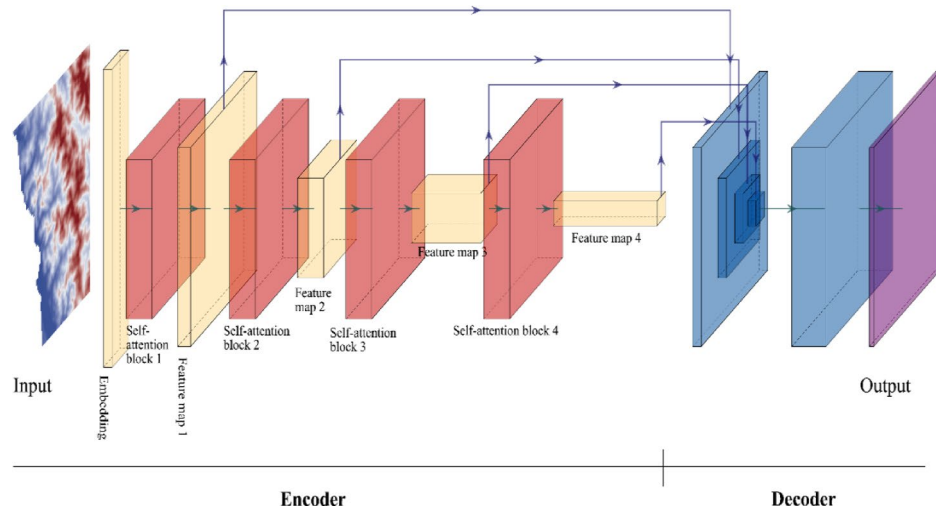 Input
Embedding
Self-
attention
block 1
Feature map 1
Self-attention
block 2
Feature
map 2
Self-attention
block 3
Feature map 3
Self-attention block 4
Feature map 4
Output
Encoder
Decoder